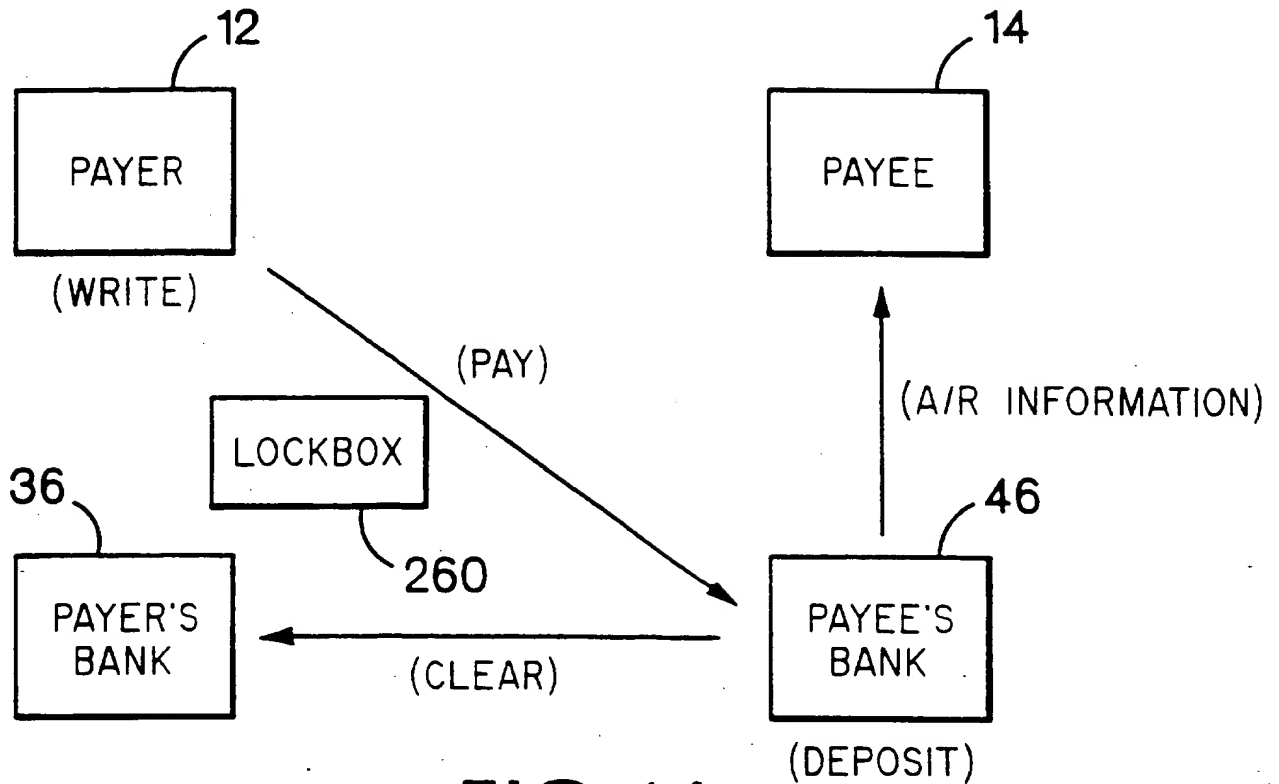 12
14
PAYER
PAYEE
(WRITE)
(PAY)
(A/R INFORMATION)
LOCKBOX
36
46
260
PAYER'S
BANK
PAYEE'S
BANK
(CLEAR)
(DEPOSIT)